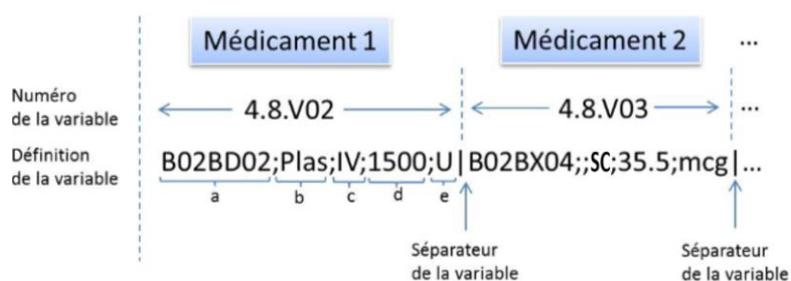 Médicament 1 Médicament 2 ...
Numéro
de la variable
4.8.V02 4.8.V03 ...
Définition
de la variable
B02BD02;Plas;IV;1500;U|B02BX04;;SC;35.5;mcg|...
a b c d e
Séparateur
de la variable
Séparateur
de la variable